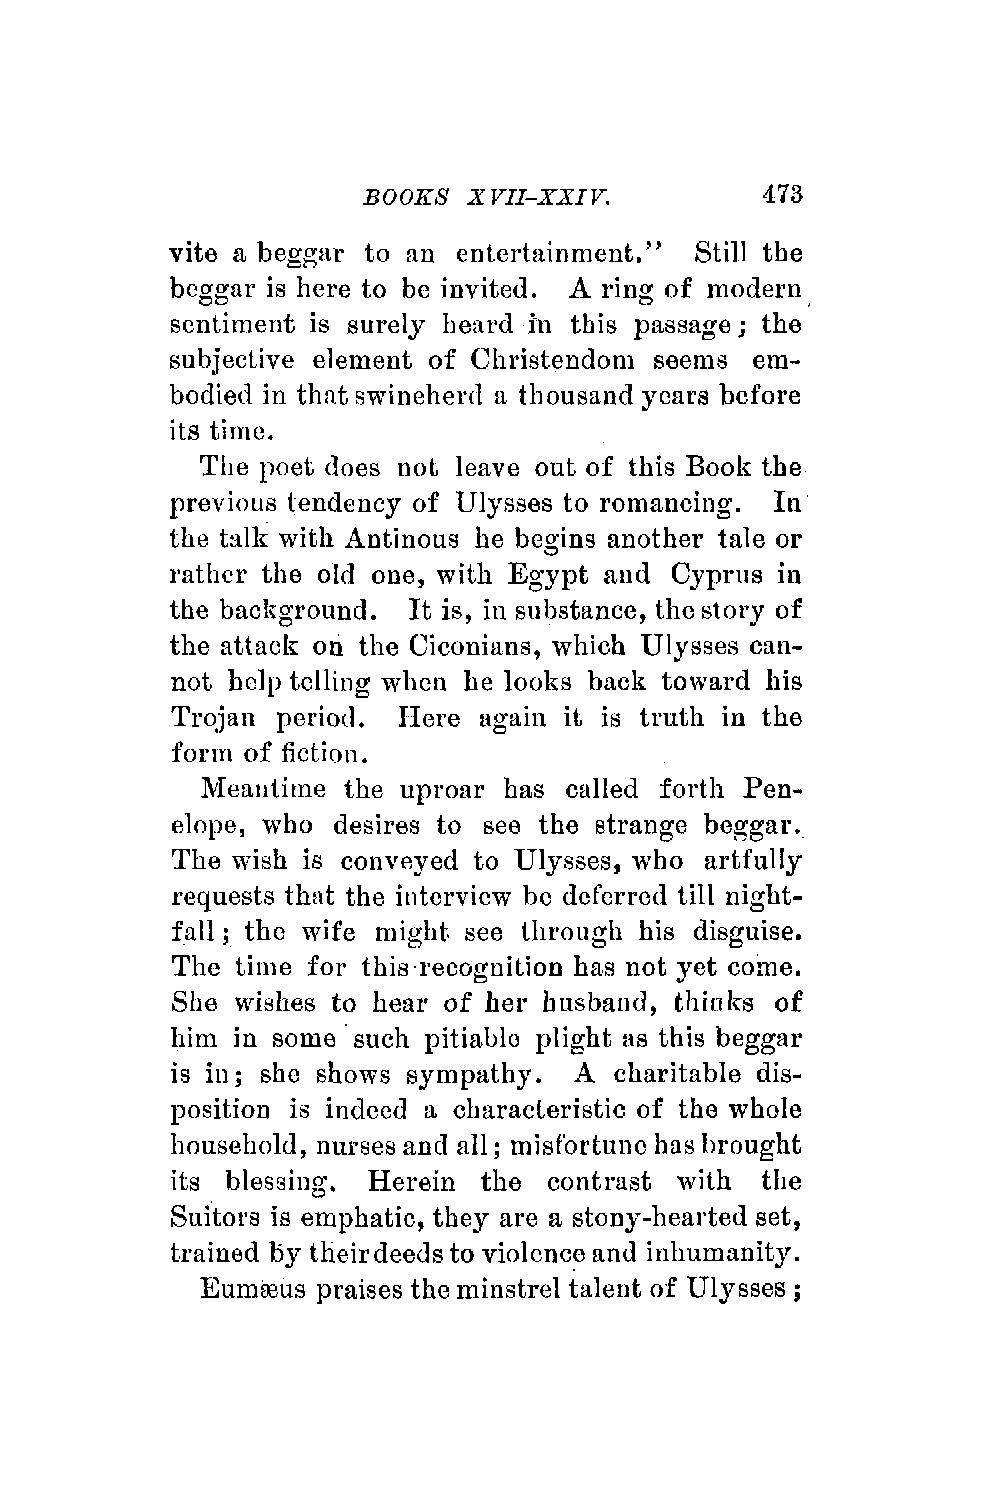 BOOKS XVII-XXIV. 473
vite a beggar to an entertainment." Still the
beggar is here to be invited. A ring of modern
sentiment is surely heard in this passage; the
subjective element of Christendom seems em-
bodied in that swineherd a thousand years before
its time.
The poet does not leave out of this Book the
previous tendency of Ulysses to romancing. In
the talk with Antinous he begins another tale or
rather the old one, with Egypt and Cyprus in
the background. It is, in substance, the story of
the attack on the Ciconians, which Ulysses can-
not help telling when he looks back toward his
Trojan period. Here again it is truth in the
form of fiction.
Meantime the uproar has called forth Pen-
elope, who desires to see the strange beggar.
The wish is conveyed to Ulysses, who artfully
requests that the interview be deferred till night-
fall; the wife might see through his disguise.
The time for this recognition has not yet come.
She wishes to hear of her husband, thinks of
him in some such pitiable plight as this beggar
is in; she shows sympathy. A charitable dis-
position is indeed a characteristic of the whole
household, nurses and all; misfortune has brought
its blessing. Herein the contrast with the
Suitors is emphatic, they are a stony-hearted set,
trained by their deeds to violence and inhumanity.
Eumæus praises the minstrel talent of Ulysses;